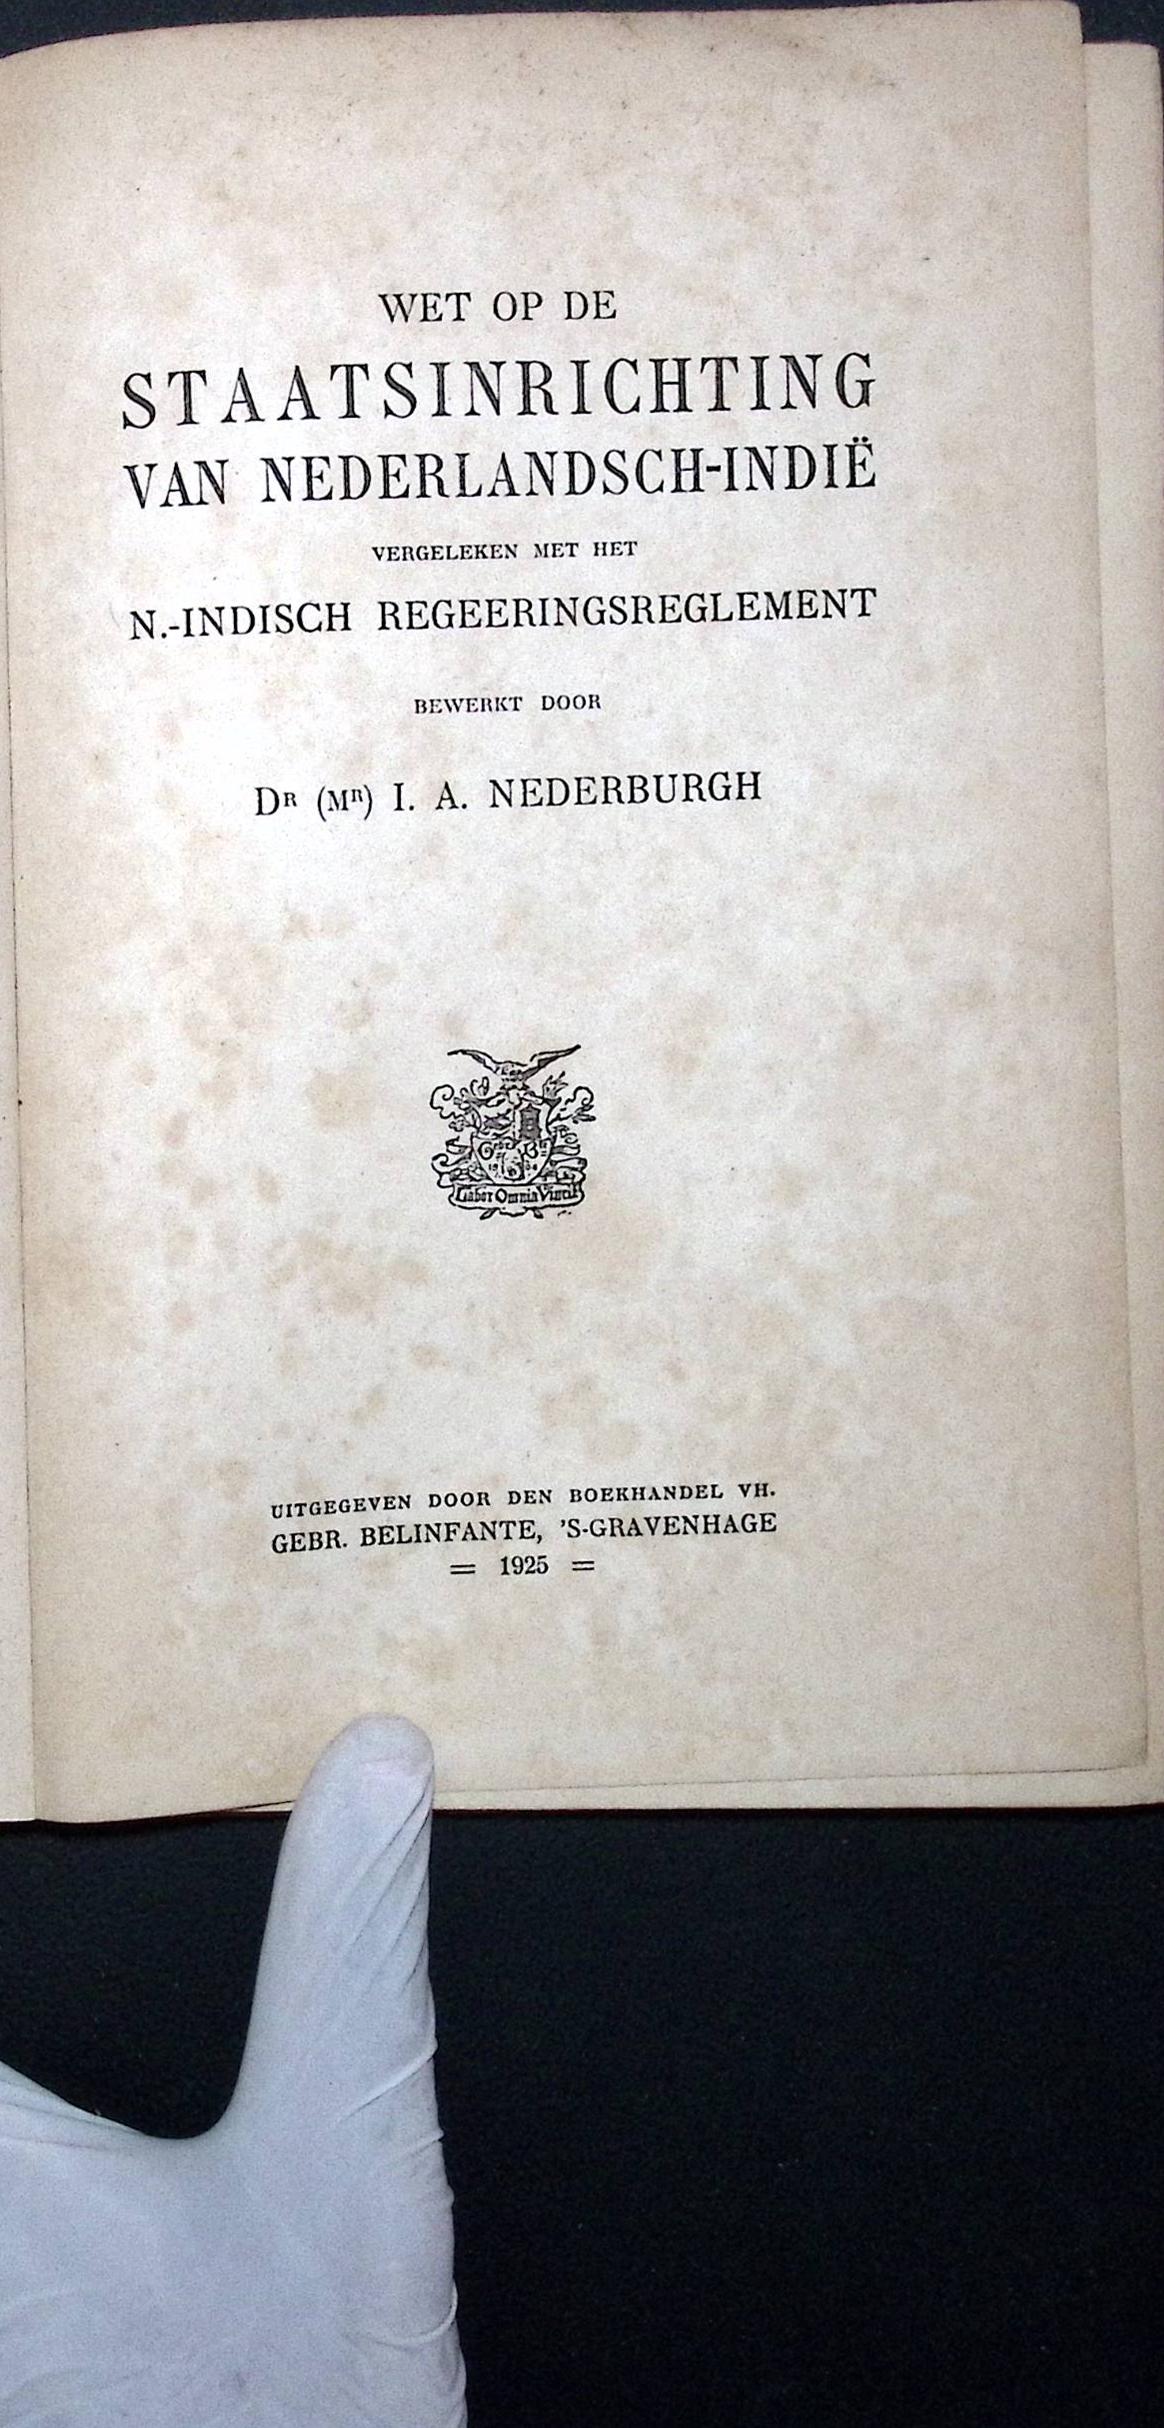 WET OP DE
STAATSINRICHTING
VAN NEDERLANDSCH-INDIË
VERGELEKEN MET HET
N.-INDISCH REGEERINGSREGLEMENT
BEWERKT DOOR
DR (MR) I. A. NEDERBURGH
Labor Omnia Vincit
UITGEGEVEN DOOR DEN BOEKHANDEL VH.
GEBR. BELINFANTE, 'S-GRAVENHAGE
= 1925 =